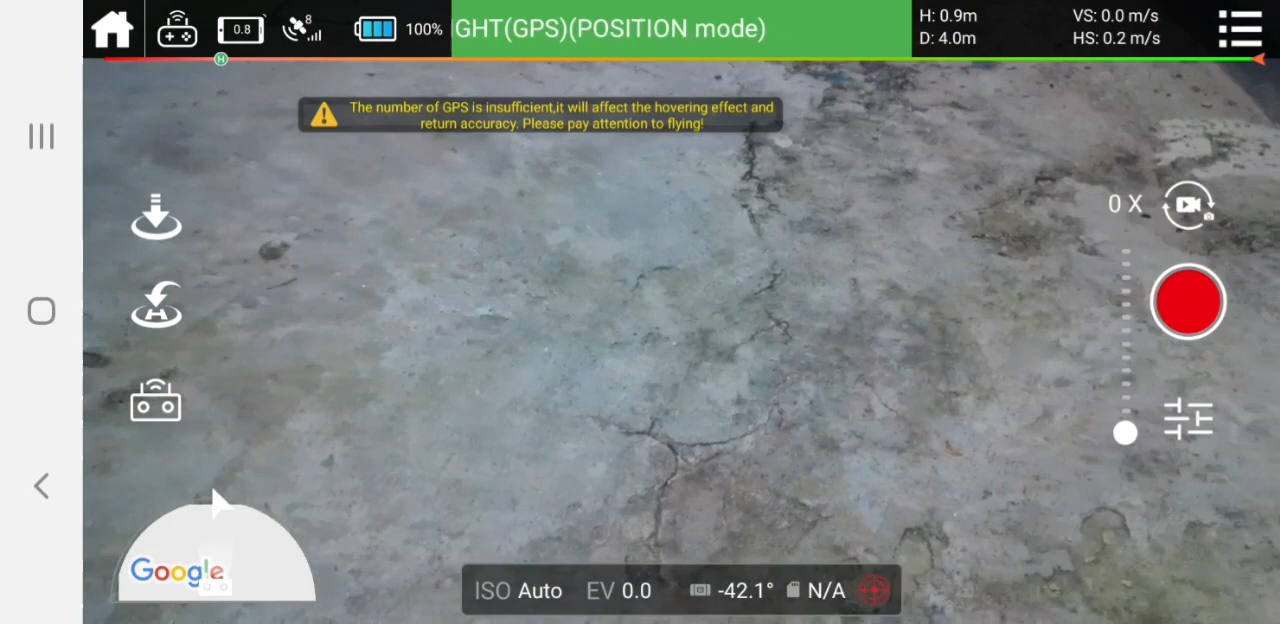 0.8
8
100%
GHT(GPS)(POSITION mode)
H: 0.9m
VS: 0.0 m/s
D: 4.0m
HS: 0.2 m/s
H
The number of GPS is insufficient,it will affect the hovering effect and
return accuracy. Please pay attention to flying!
0 X
H
Google
ISO Auto EV 0.0 -42.1° N/A